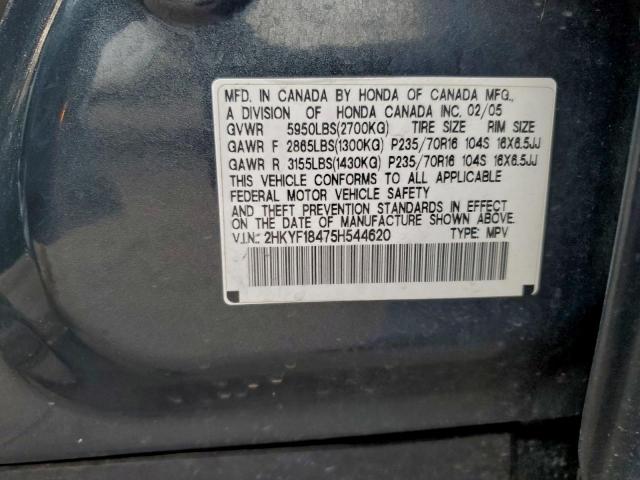 MFD. IN CANADA BY HONDA OF CANADA MFG.,
A DIVISION OF HONDA CANADA INC. 02/05
GVWR 5950LBS(2700KG) TIRE SIZE RIM SIZE
GAWR F 2865LBS(1300KG) P235/70R16 104S 16X6.5JJ
GAWR R 3155LBS(1430KG) P235/70R16 104S 16X6.5JJ
THIS VEHICLE CONFORMS TO ALL APPLICABLE
FEDERAL MOTOR VEHICLE SAFETY
AND THEFT PREVENTION STANDARDS IN EFFECT
ON THE DATE OF MANUFACTURE SHOWN ABOVE.
V.I.N.: 2HKYF18475H544620 TYPE: MPV